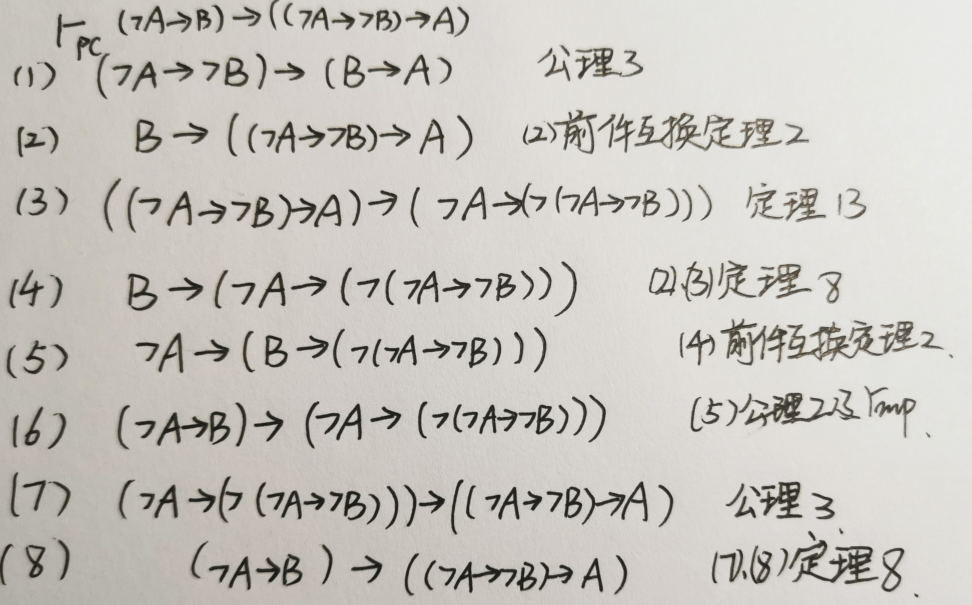 ⊢PC (¬A→B)→((¬A→¬B)→A)
(1) (¬A→¬B)→(B→A) 公理3
(2) B→((¬A→¬B)→A) (2)前件互换定理2
(3) ((¬A→¬B)→A)→(¬A→(¬(¬A→¬B))) 定理13
(4) B→(¬A→(¬(¬A→¬B))) (2)(3)定理8
(5) ¬A→(B→(¬(¬A→¬B))) (4)前件互换定理2.
(6) (¬A→B)→(¬A→(¬(¬A→¬B))) (5)公理2及rmp.
(7) (¬A→(¬(¬A→¬B)))→((¬A→¬B)→A) 公理3.
(8) (¬A→B)→((¬A→¬B)→A) (7).(8)定理8.